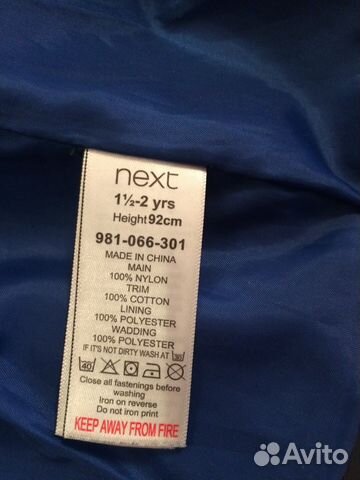 next
1½-2 yrs
Height 92cm
981-066-301
MADE IN CHINA
MAIN
100% NYLON
TRIM
100% COTTON
LINING
100% POLYESTER
WADDING
100% POLYESTER
IF IT'S NOT DIRTY WASH AT 30
40
Close all fastenings before
washing
Iron on reverse
Do not iron print
KEEP AWAY FROM FIRE
Avito